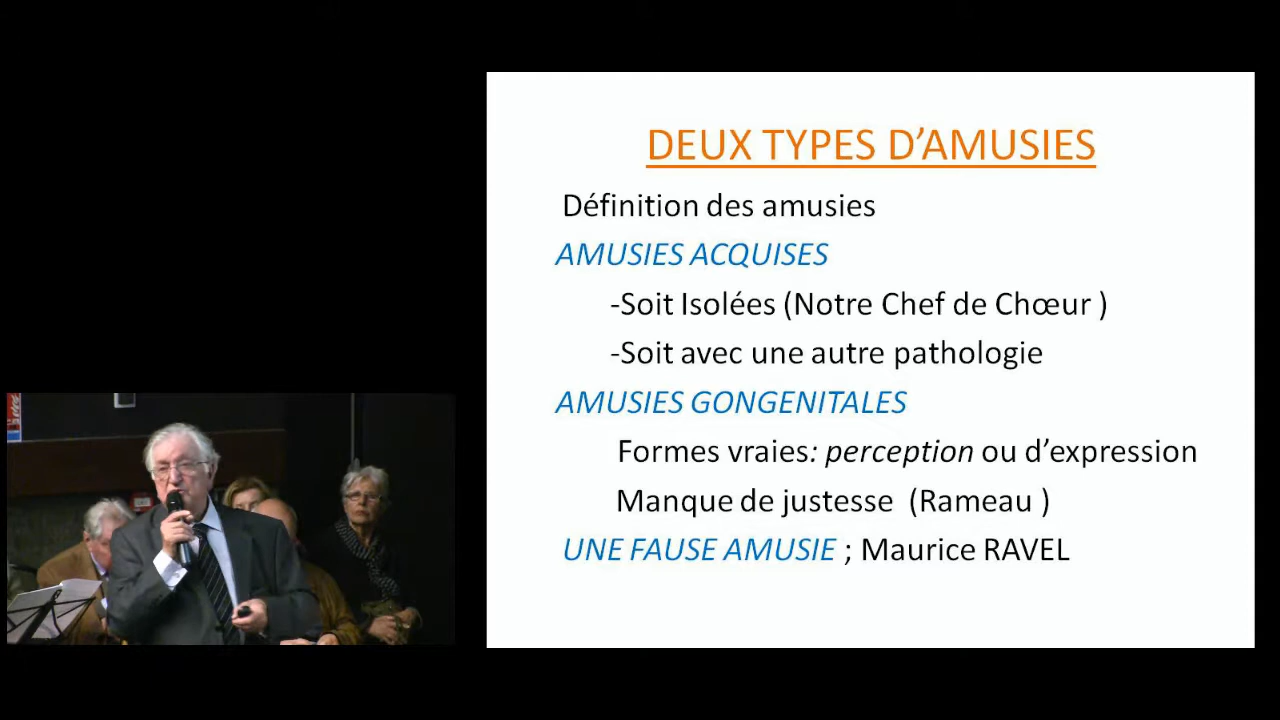 DEUX TYPES D'AMUSIES
Définition des amusies
AMUSIES ACQUISES
-Soit Isolées (Notre Chef de Chœur )
-Soit avec une autre pathologie
AMUSIES GONGENITALES
Formes vraies: perception ou d'expression
Manque de justesse (Rameau )
UNE FAUSE AMUSIE ; Maurice RAVEL